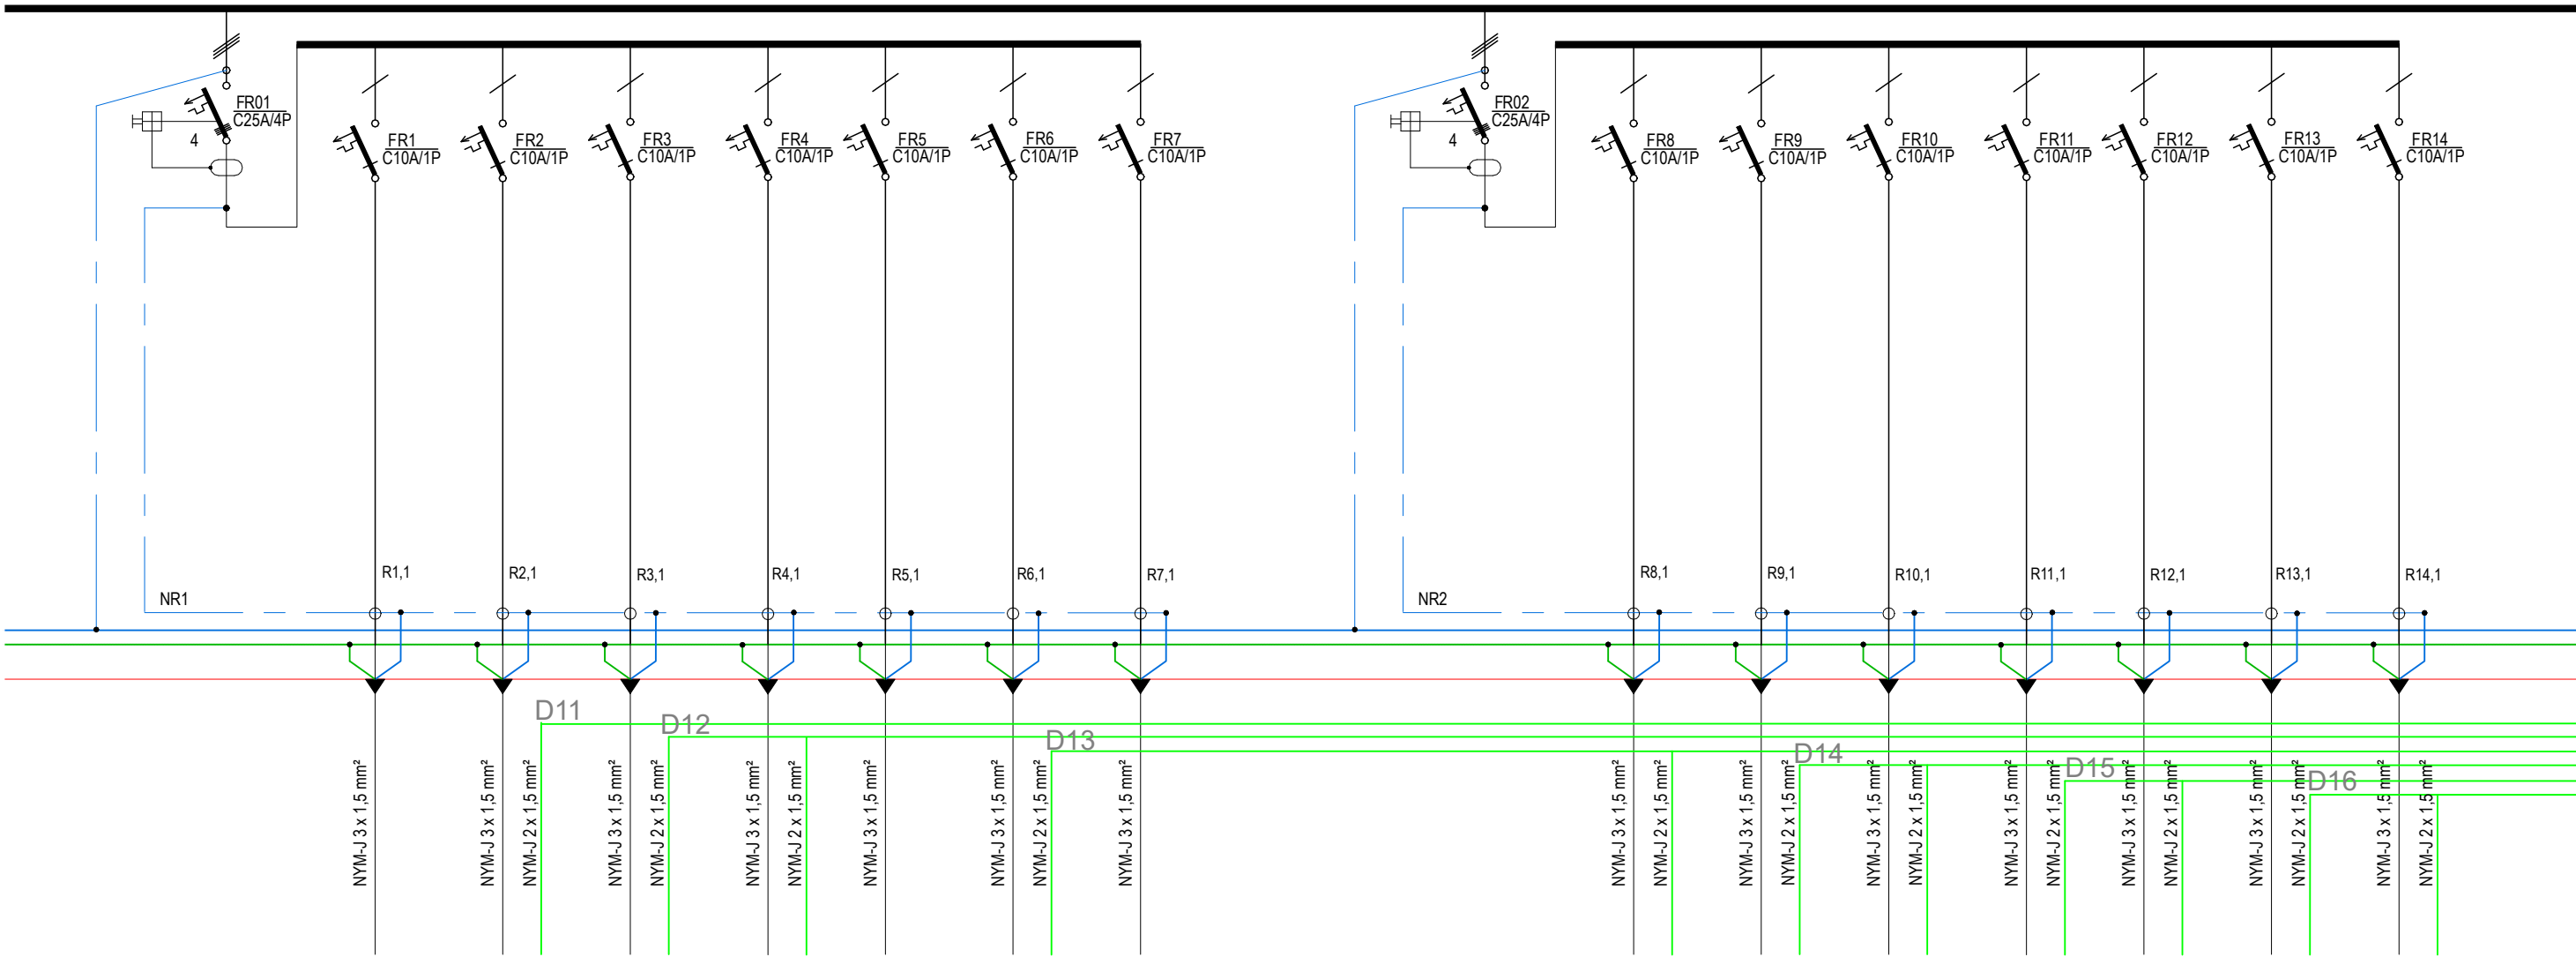 FR01
C25A/4P
4
FR1
C10A/1P
FR2
C10A/1P
FR3
C10A/1P
FR4
C10A/1P
FR5
C10A/1P
FR6
C10A/1P
FR7
C10A/1P
FR02
C25A/4P
4
FR8
C10A/1P
FR9
C10A/1P
FR10
C10A/1P
FR11
C10A/1P
FR12
C10A/1P
FR13
C10A/1P
FR14
C10A/1P
R1,1
R2,1
R3,1
R4,1
R5,1
R6,1
R7,1
R8,1
R9,1
R10,1
R11,1
R12,1
R13,1
R14,1
NR1
NR2
D11
D12
D13
D14
D15
D16
NYM-J 3 x 1,5 mm²
NYM-J 3 x 1,5 mm²
NYM-J 2 x 1,5 mm²
NYM-J 3 x 1,5 mm²
NYM-J 2 x 1,5 mm²
NYM-J 3 x 1,5 mm²
NYM-J 2 x 1,5 mm²
NYM-J 3 x 1,5 mm²
NYM-J 3 x 1,5 mm²
NYM-J 2 x 1,5 mm²
NYM-J 3 x 1,5 mm²
NYM-J 3 x 1,5 mm²
NYM-J 2 x 1,5 mm²
NYM-J 3 x 1,5 mm²
NYM-J 2 x 1,5 mm²
NYM-J 3 x 1,5 mm²
NYM-J 2 x 1,5 mm²
NYM-J 3 x 1,5 mm²
NYM-J 2 x 1,5 mm²
NYM-J 3 x 1,5 mm²
NYM-J 2 x 1,5 mm²
NYM-J 3 x 1,5 mm²
NYM-J 2 x 1,5 mm²
NYM-J 3 x 1,5 mm²
NYM-J 2 x 1,5 mm²